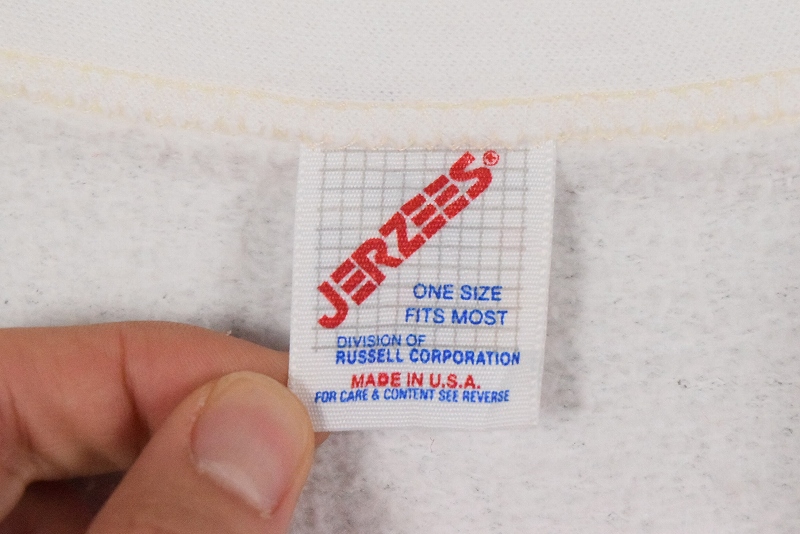 JERZEES®
ONE SIZE
FITS MOST
DIVISION OF
RUSSELL CORPORATION
MADE IN U.S.A.
FOR CARE & CONTENT SEE REVERSE